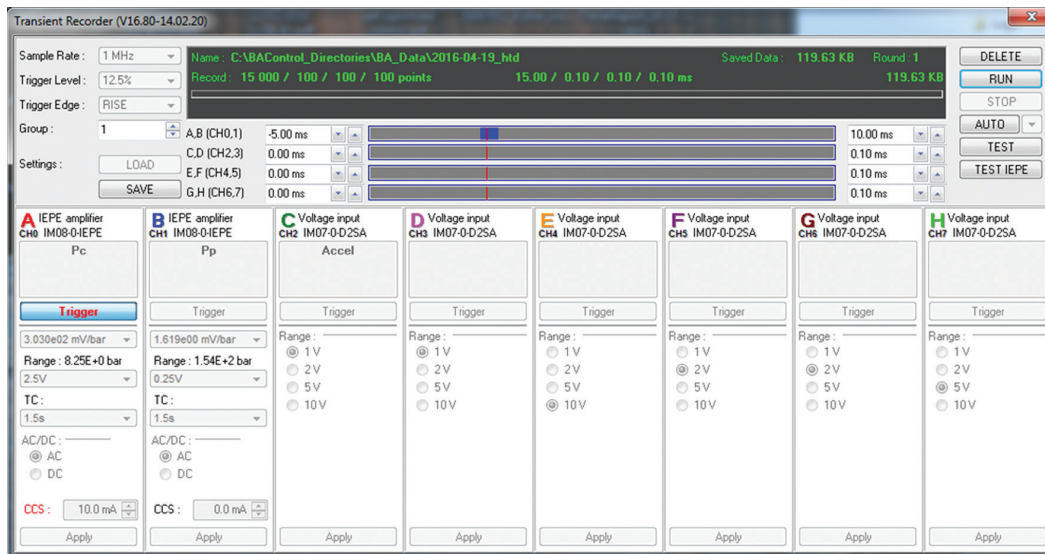 Transient Recorder (V16.80-14.02.20)
Sample Rate : 1 MHz
Trigger Level : 12.5%
Trigger Edge : RISE
Group : 1
Settings : LOAD
SAVE
Name : C:\BAControl_Directories\BA_Data\2016-04-19_htd Saved Data : 119.63 KB Round : 1
Record : 15 000 / 100 / 100 / 100 points 15.00 / 0.10 / 0.10 / 0.10 ms 119.63 KB
A,B (CH0,1) -5.00 ms 10.00 ms
C,D (CH2,3) 0.00 ms 0.10 ms
E,F (CH4,5) 0.00 ms 0.10 ms
G,H (CH6,7) 0.00 ms 0.10 ms
DELETE
RUN
STOP
AUTO
TEST
TEST IEPE
A IEPE amplifier
CH0 IM08-0-IEPE
Pc
Trigger
3.030e02 mV/bar
Range : 8.25E+0 bar
2.5V
TC :
1.5s
AC/DC :
AC
DC
CCS : 10.0 mA
Apply
B IEPE amplifier
CH1 IM08-0-IEPE
Pp
Trigger
1.619e00 mV/bar
Range : 1.54E+2 bar
0.25V
TC :
1.5s
AC/DC :
AC
DC
CCS : 0.0 mA
Apply
C Voltage input
CH2 IM07-0-D2SA
Accel
Trigger
Range :
1 V
2 V
5 V
10 V
Apply
D Voltage input
CH3 IM07-0-D2SA
Trigger
Range :
1 V
2 V
5 V
10 V
Apply
E Voltage input
CH4 IM07-0-D2SA
Trigger
Range :
1 V
2 V
5 V
10 V
Apply
F Voltage input
CH5 IM07-0-D2SA
Trigger
Range :
1 V
2 V
5 V
10 V
Apply
G Voltage input
CH6 IM07-0-D2SA
Trigger
Range :
1 V
2 V
5 V
10 V
Apply
H Voltage input
CH7 IM07-0-D2SA
Trigger
Range :
1 V
2 V
5 V
10 V
Apply